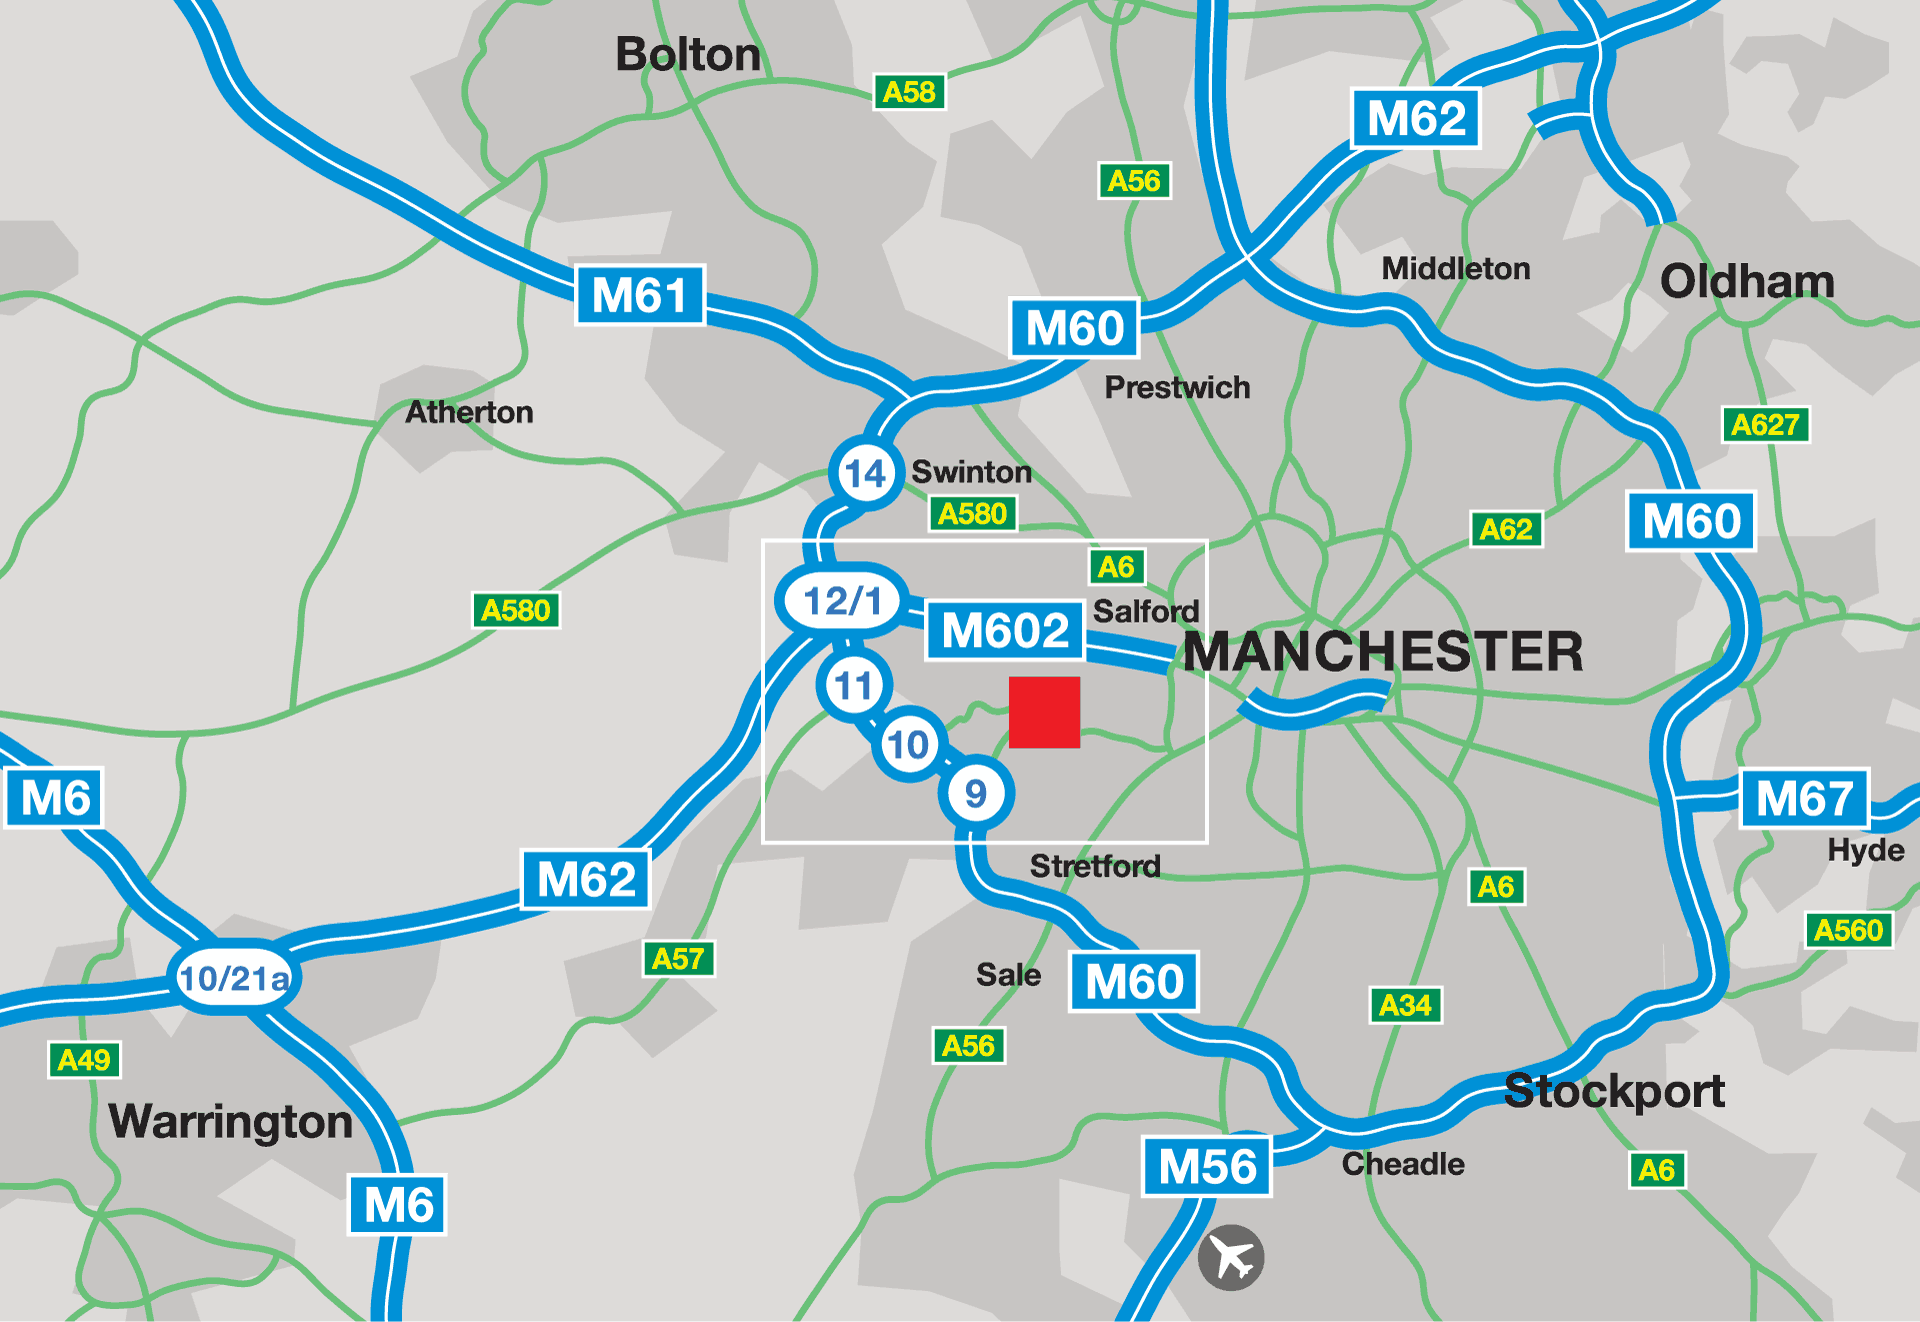 Bolton
A58
M62
A56
Middleton
Oldham
M61
M60
Prestwich
Atherton
A627
14
Swinton
A580
A62
M60
A6
A580
12/1
M602
Salford
MANCHESTER
11
10
9
M6
M67
Hyde
M62
Stretford
A6
A560
A57
10/21a
Sale
M60
A34
A56
A49
Warrington
Stockport
M56
Cheadle
A6
M6